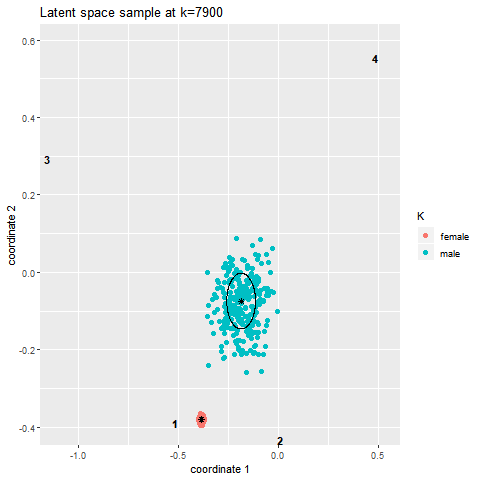 Latent space sample at k=7900
0.6
0.4
0.2
0.0
-0.2
-0.4
coordinate 2
4
3
1
2
-1.0 -0.5 0.0 0.5
coordinate 1
K
female
male